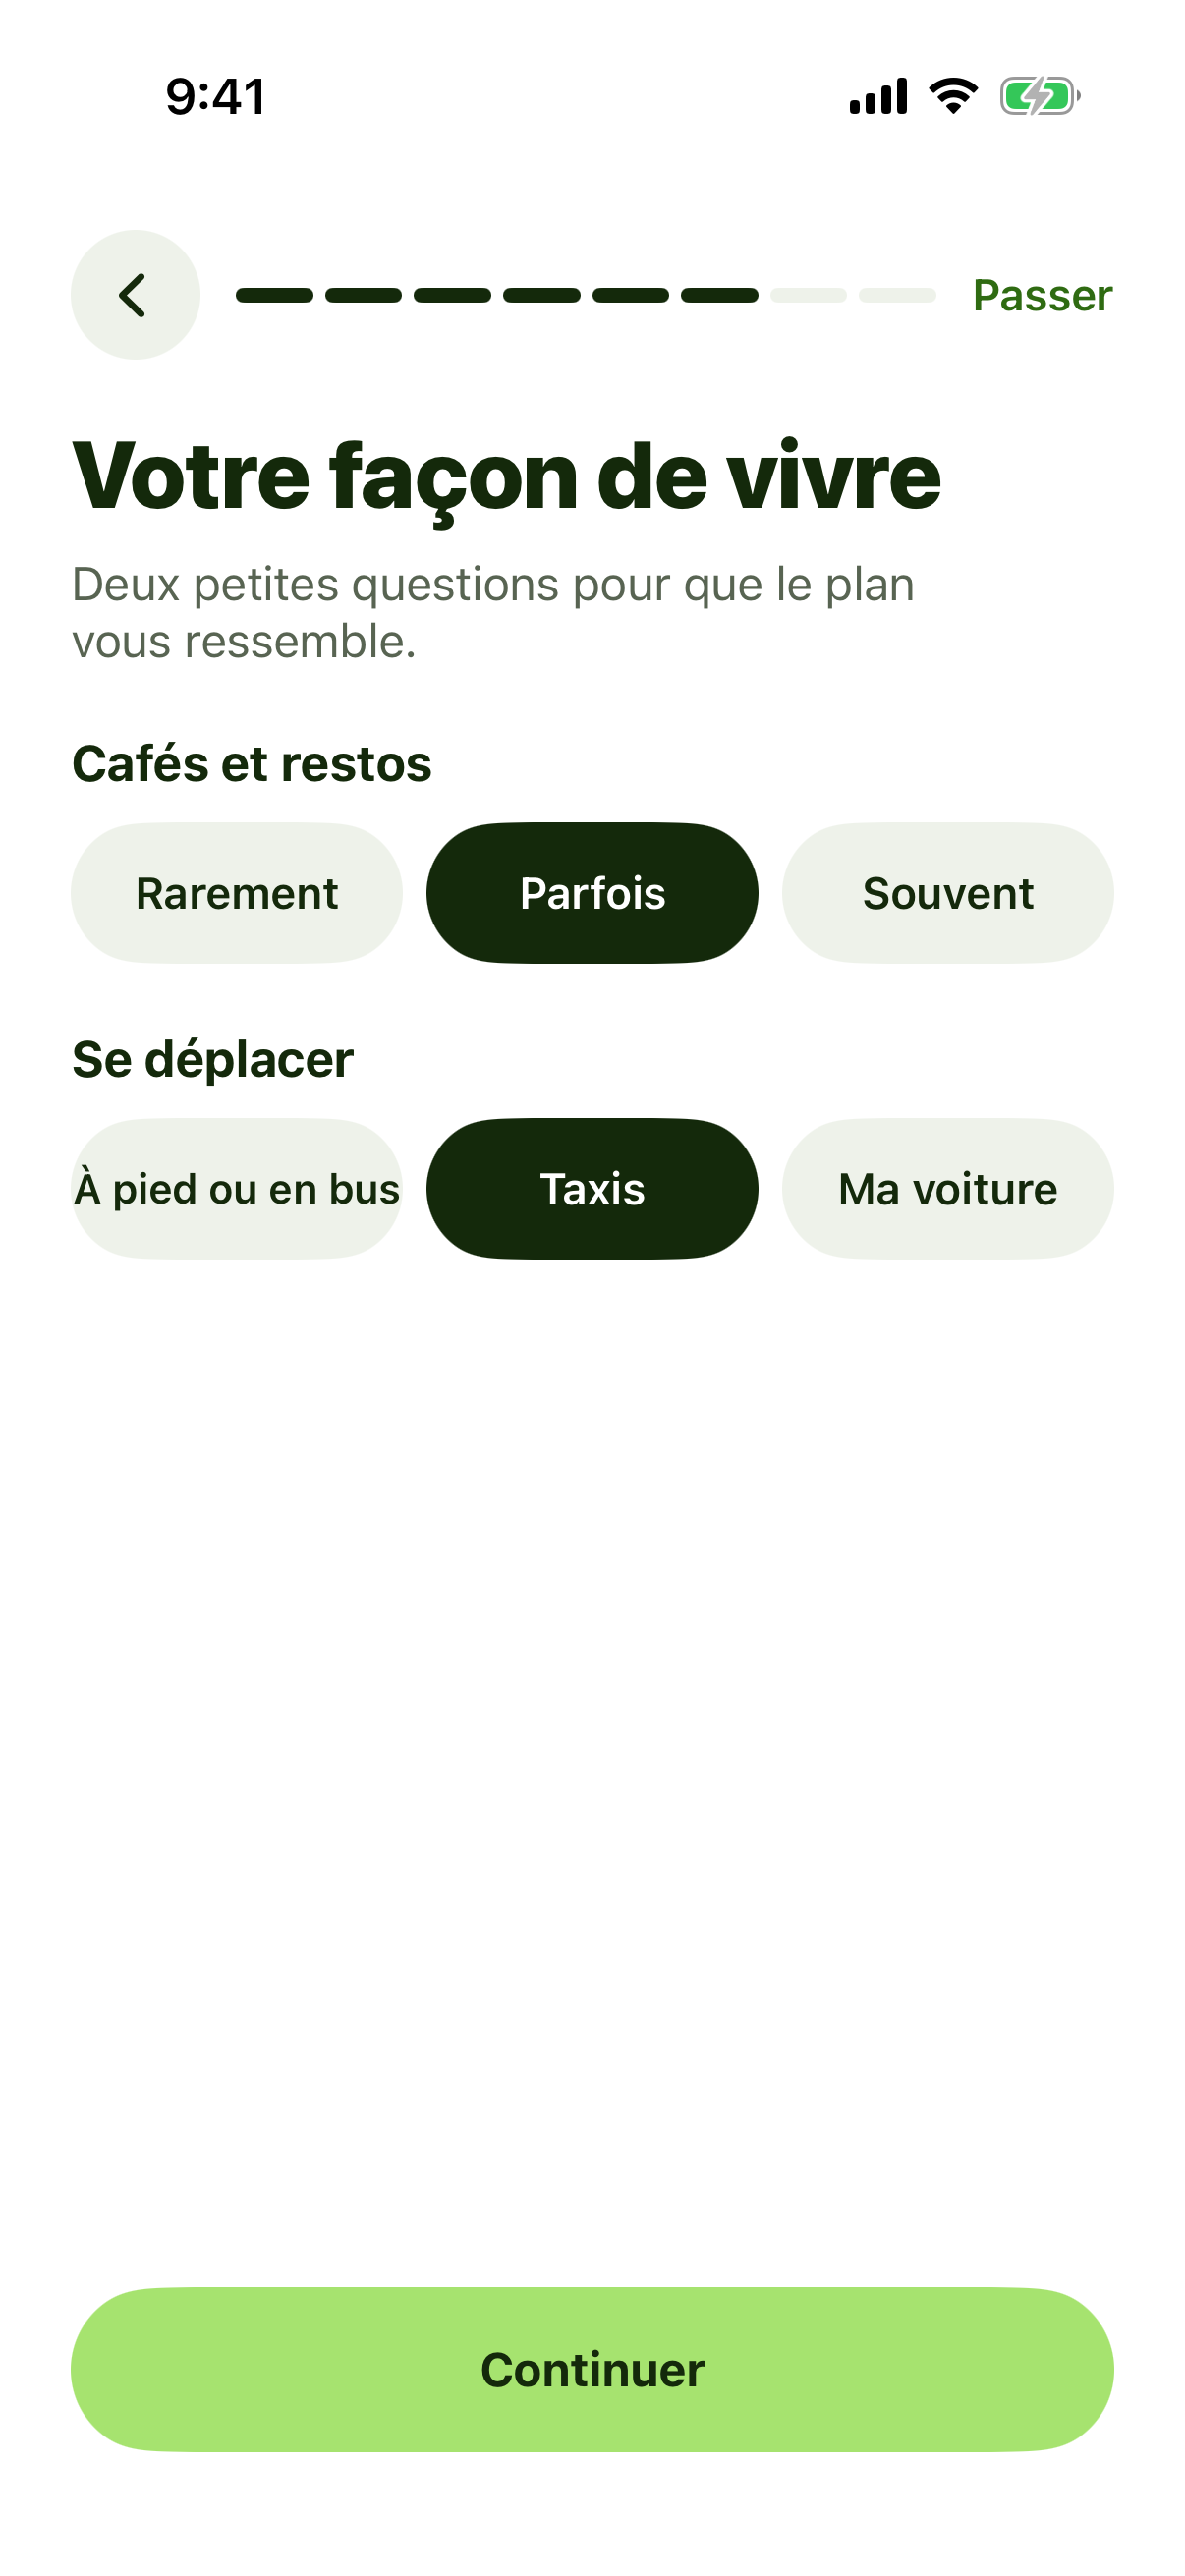 9:41
Passer
Votre façon de vivre
Deux petites questions pour que le plan
vous ressemble.
Cafés et restos
Rarement
Parfois
Souvent
Se déplacer
À pied ou en bus
Taxis
Ma voiture
Continuer